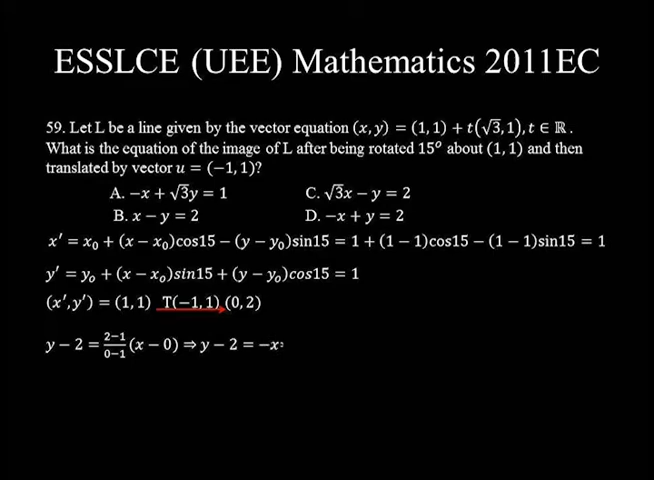 ESSLCE (UEE) Mathematics 2011EC
59. Let L be a line given by the vector equation (x, y) = (1, 1) + t(√3, 1), t ∈ ℝ.
What is the equation of the image of L after being rotated 15° about (1, 1) and then
translated by vector u = (−1, 1)?
A. −x + √3y = 1 C. √3x − y = 2
B. x − y = 2 D. −x + y = 2
x′ = x₀ + (x − x₀)cos15 − (y − y₀)sin15 = 1 + (1 − 1)cos15 − (1 − 1)sin15 = 1
y′ = y₀ + (x − x₀)sin15 + (y − y₀)cos15 = 1
(x′, y′) = (1, 1) T(−1, 1) (0, 2)
y − 2 = (2−1)/(0−1) (x − 0) ⇒ y − 2 = −x